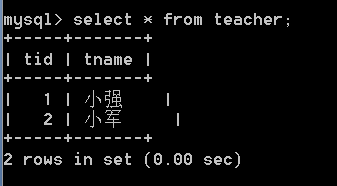 mysql> select * from teacher;
+-----+-------+
| tid | tname |
+-----+-------+
|   1 | 小强     |
|   2 | 小军      |
+-----+-------+
2 rows in set (0.00 sec)